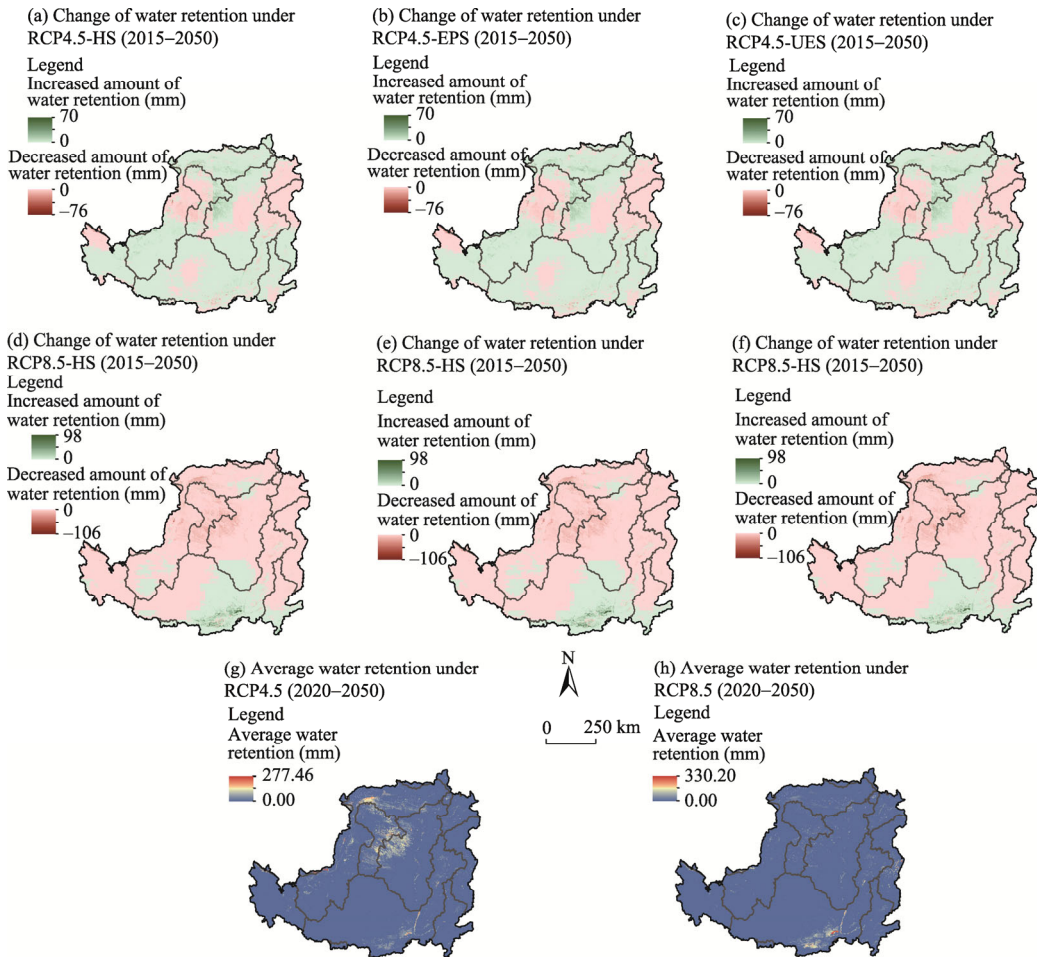 (a) Change of water retention under
RCP4.5-HS (2015–2050)
Legend
Increased amount of
water retention (mm)
70
0
Decreased amount of
water retention (mm)
0
−76
(b) Change of water retention under
RCP4.5-EPS (2015–2050)
Legend
Increased amount of
water retention (mm)
70
0
Decreased amount of
water retention (mm)
0
−76
(c) Change of water retention under
RCP4.5-UES (2015–2050)
Legend
Increased amount of
water retention (mm)
70
0
Decreased amount of
water retention (mm)
0
−76
(d) Change of water retention under
RCP8.5-HS (2015–2050)
Legend
Increased amount of
water retention (mm)
98
0
Decreased amount of
water retention (mm)
0
−106
(e) Change of water retention under
RCP8.5-HS (2015–2050)
Legend
Increased amount of
water retention (mm)
98
0
Decreased amount of
water retention (mm)
0
−106
(f) Change of water retention under
RCP8.5-HS (2015–2050)
Legend
Increased amount of
water retention (mm)
98
0
Decreased amount of
water retention (mm)
0
−106
(g) Average water retention under
RCP4.5 (2020–2050)
Legend
Average water
retention (mm)
277.46
0.00
N
0 250 km
(h) Average water retention under
RCP8.5 (2020–2050)
Legend
Average water
retention (mm)
330.20
0.00